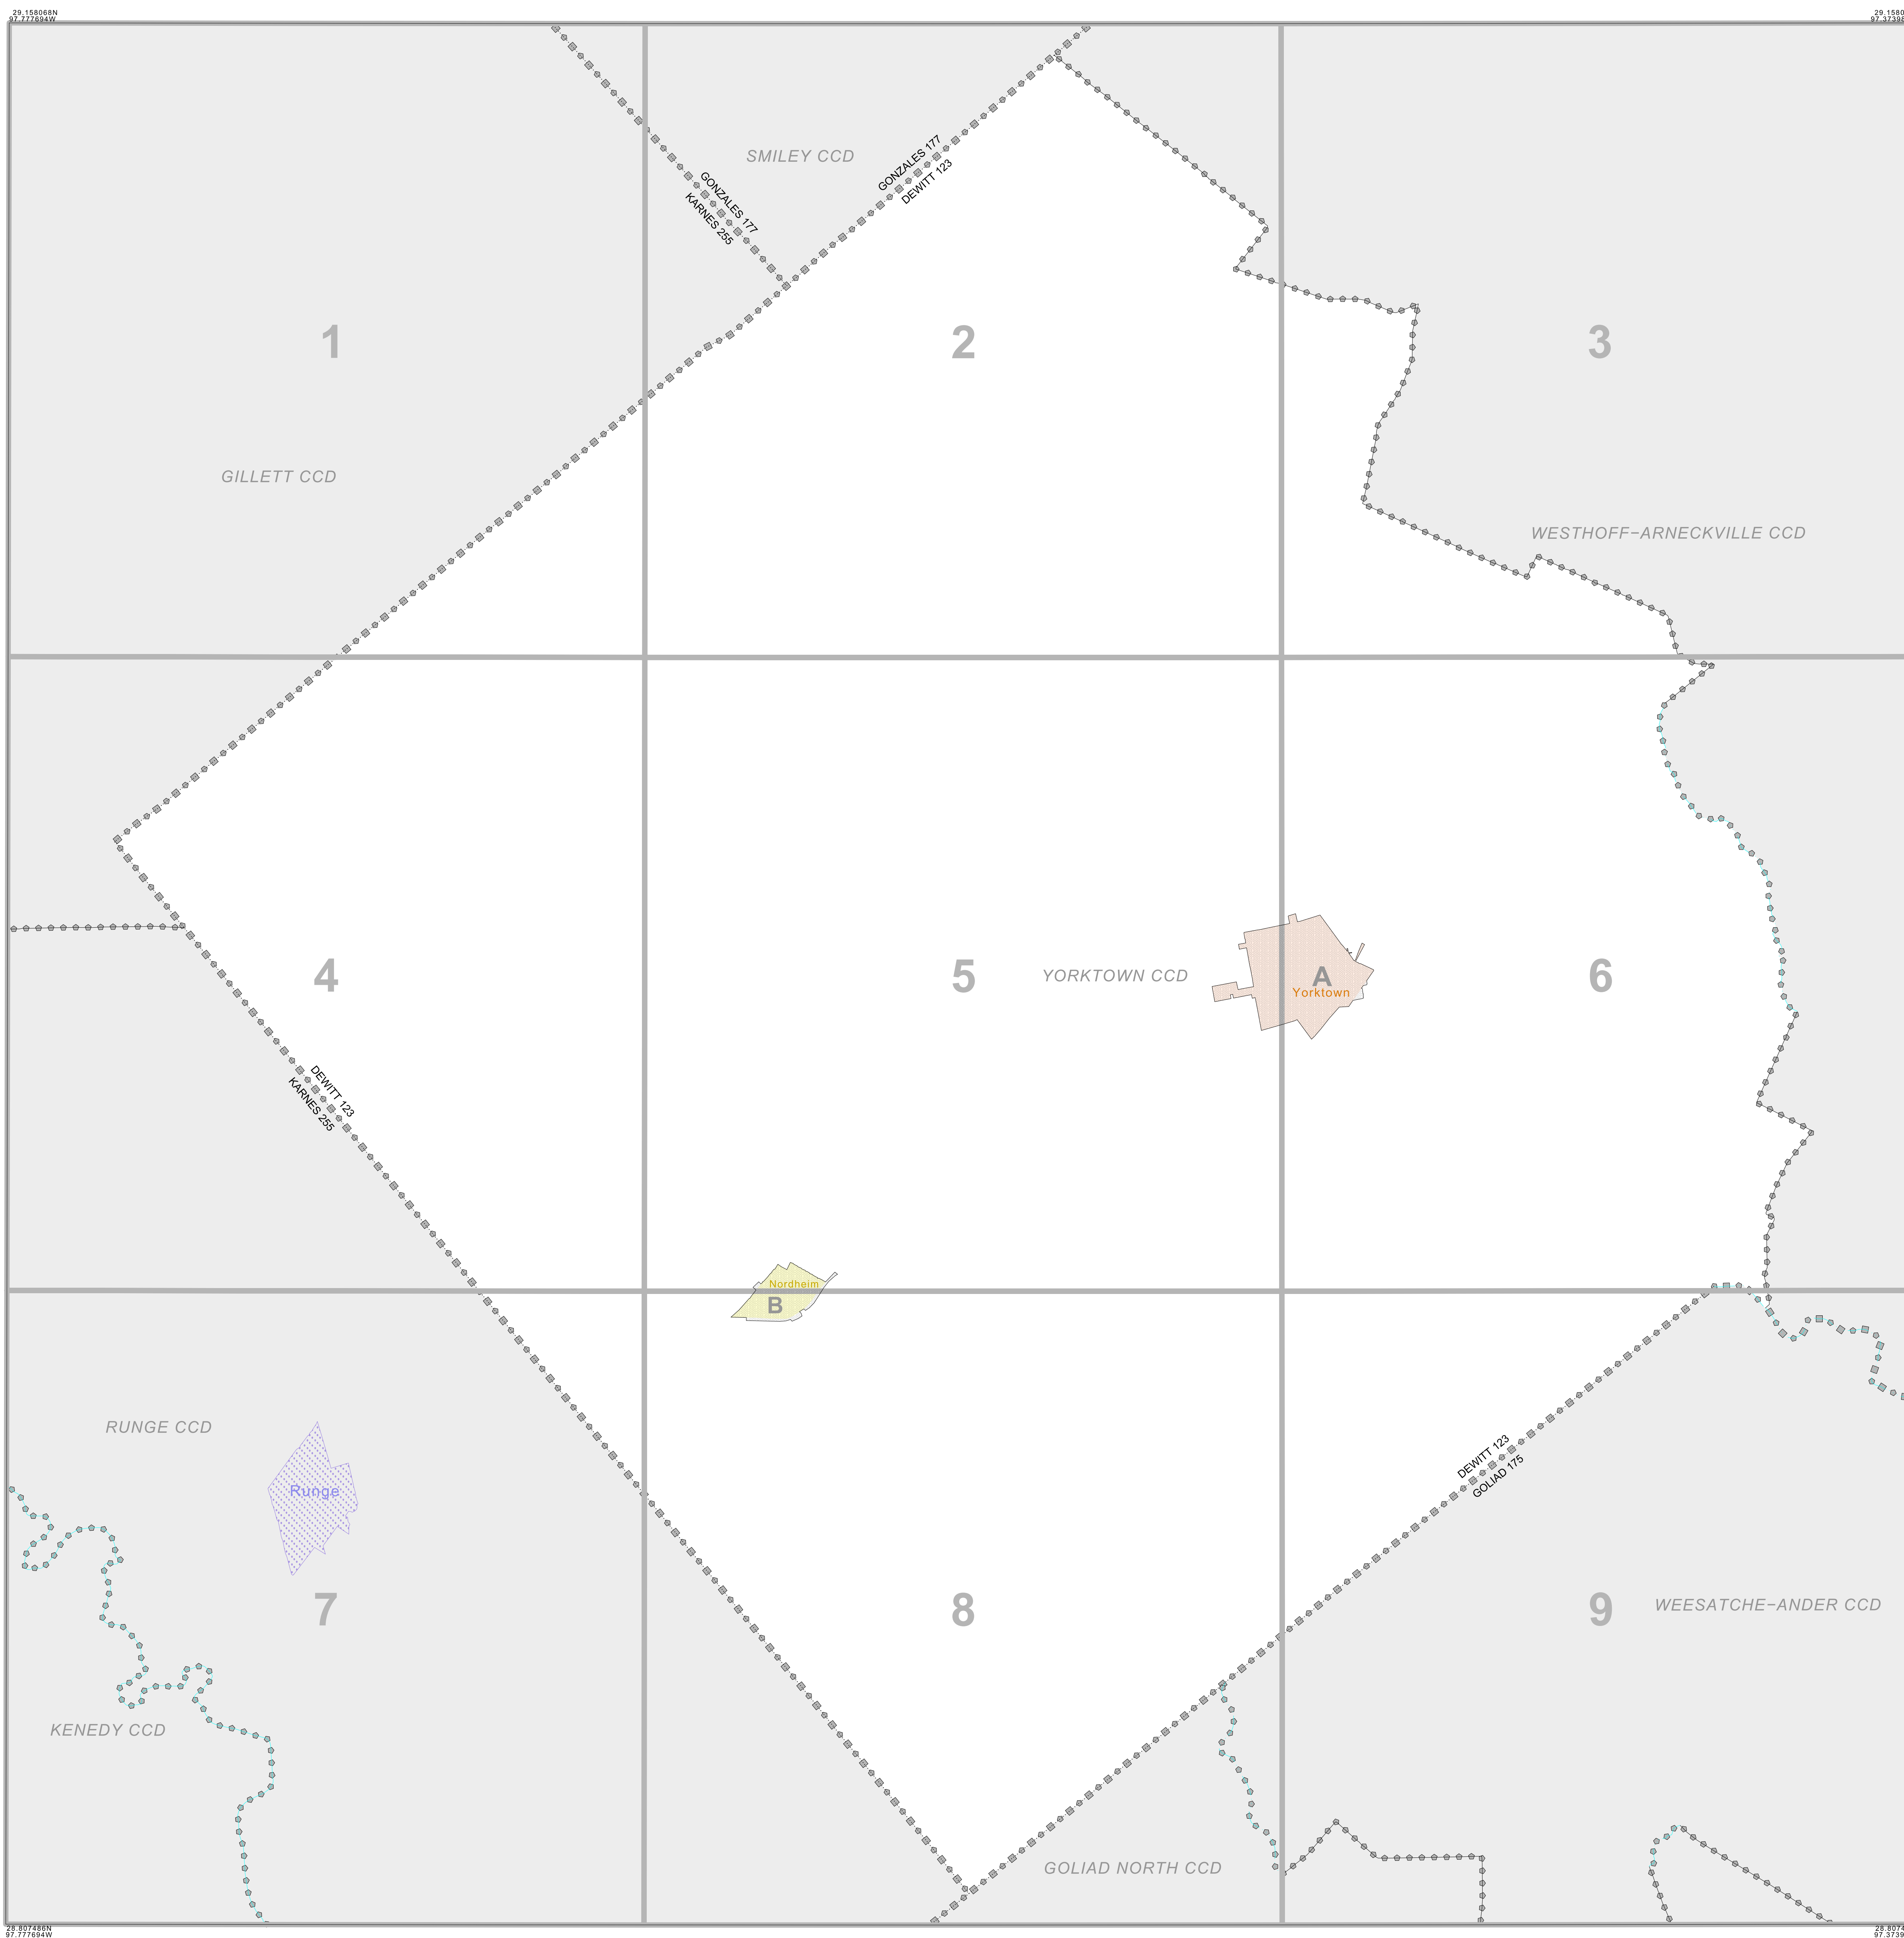 29.158068N
97.777694W
29.1580
97.37398
SMILEY CCD
GONZALES 177
DEWITT 123
GONZALES 177
KARNES 255
1
2
3
GILLETT CCD
WESTHOFF−ARNECKVILLE CCD
4
5
YORKTOWN CCD
A
Yorktown
6
DEWITT 123
KARNES 255
Nordheim
B
RUNGE CCD
Runge
DEWITT 123
GOLIAD 175
7
8
9
WEESATCHE−ANDER CCD
KENEDY CCD
GOLIAD NORTH CCD
28.807486N
97.777694W
28.8074
97.3739